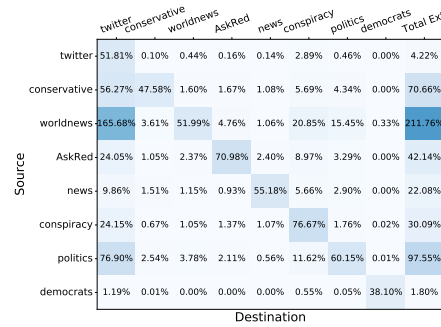 twitter conservative worldnews AskRed news conspiracy politics democrats Total Ex
twitter 51.81% 0.10% 0.44% 0.16% 0.14% 2.89% 0.46% 0.00% 4.22%
conservative 56.27% 47.58% 1.60% 1.67% 1.08% 5.69% 4.34% 0.00% 70.66%
worldnews 165.68% 3.61% 51.99% 4.76% 1.06% 20.85% 15.45% 0.33% 211.76%
AskRed 24.05% 1.05% 2.37% 70.98% 2.40% 8.97% 3.29% 0.00% 42.14%
news 9.86% 1.51% 1.15% 0.93% 55.18% 5.66% 2.90% 0.00% 22.08%
conspiracy 24.15% 0.67% 1.05% 1.37% 1.07% 76.67% 1.76% 0.02% 30.09%
politics 76.90% 2.54% 3.78% 2.11% 0.56% 11.62% 60.15% 0.01% 97.55%
democrats 1.19% 0.01% 0.00% 0.00% 0.00% 0.55% 0.05% 38.10% 1.80%
Source
Destination